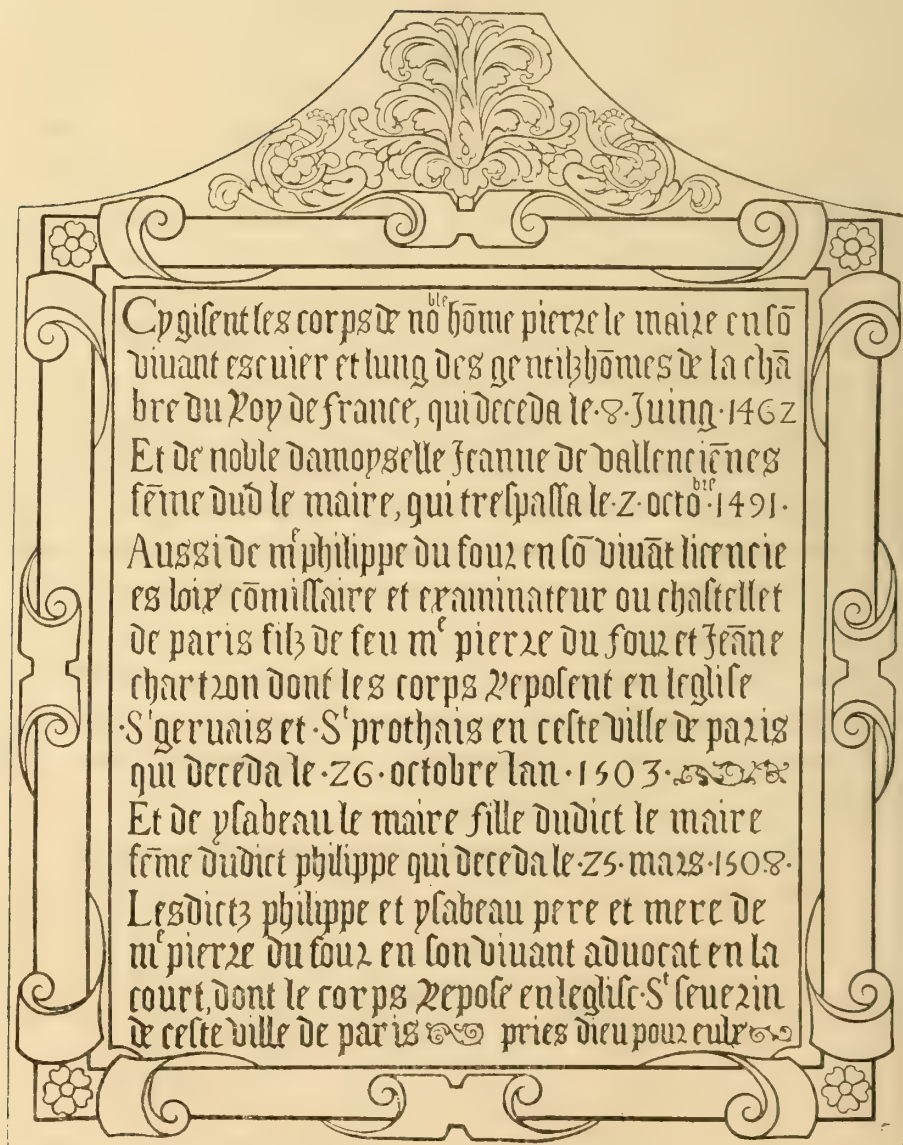 Cy giſent les corps de no^ble hōme pierre le maire en ſō
viuant escuier et lung des gentilzhōmes de la chā
bre du Roy de france, qui deceda le·8·Juing·1462
Et de noble damoyselle Jeanne de vallenciēnes
fēme dud̄ le maire, qui treſpaſſa le·2·octo^bre·1491·
Aussi de m^e philippe du four en ſō viuāt licencie
es loix cōmiſſaire et examinateur ou chaſtellet
de paris filz de feu m^e pierre du four et Jeāne
chartron dont les corps Repoſent en legliſe
·S^t geruais et ·S^t prothais en ceſte ville de paris
qui deceda le ·26· octobre lan ·1503·
Et de yſabeau le maire fille dudict le maire
fēme dudict philippe qui deceda le·25·mars·1508·
Lesdictz philippe et yſabeau pere et mere de
m^e pierre du four en ſon viuant aduocat en la
court, dont le corps Repoſe en legliſe·S^t ſeuerin
de ceſte ville de paris pries dieu pour eulx